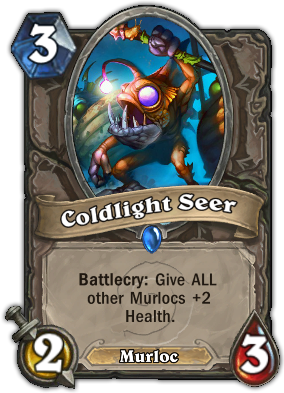 3
Coldlight Seer
Battlecry: Give ALL
other Murlocs +2
Health.
2
Murloc
3